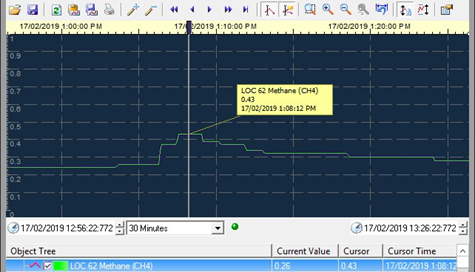 17/02/2019 1:00:00 PM 17/02/2019 1:10:00 PM 17/02/2019 1:20:00 PM
1
0.9
0.8
0.7
0.6
0.5
0.4
0.3
0.2
0.1
0
LOC 62 Methane (CH4)
0.43
17/02/2019 1:08:12 PM
17/02/2019 12:56:22:772 30 Minutes 17/02/2019 13:26:22:772
Object Tree Current Value Cursor Cursor Time
LOC 62 Methane (CH4) 0.26 0.43 17/02/2019 1:08:12